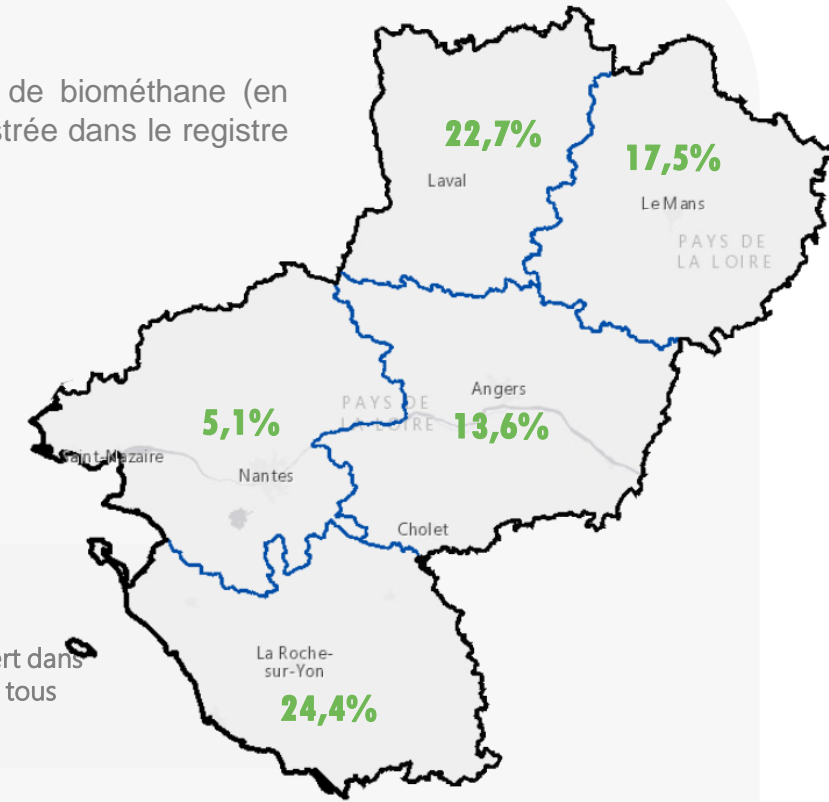 de biométhane (en
strée dans le registre
22,7%
Laval
17,5%
Le Mans
PAYS DE
LA LOIRE
Angers
PAYS DE
LA LOIRE
13,6%
5,1%
Saint-Nazaire
Nantes
Cholet
ert dans
tous
La Roche-
sur-Yon
24,4%